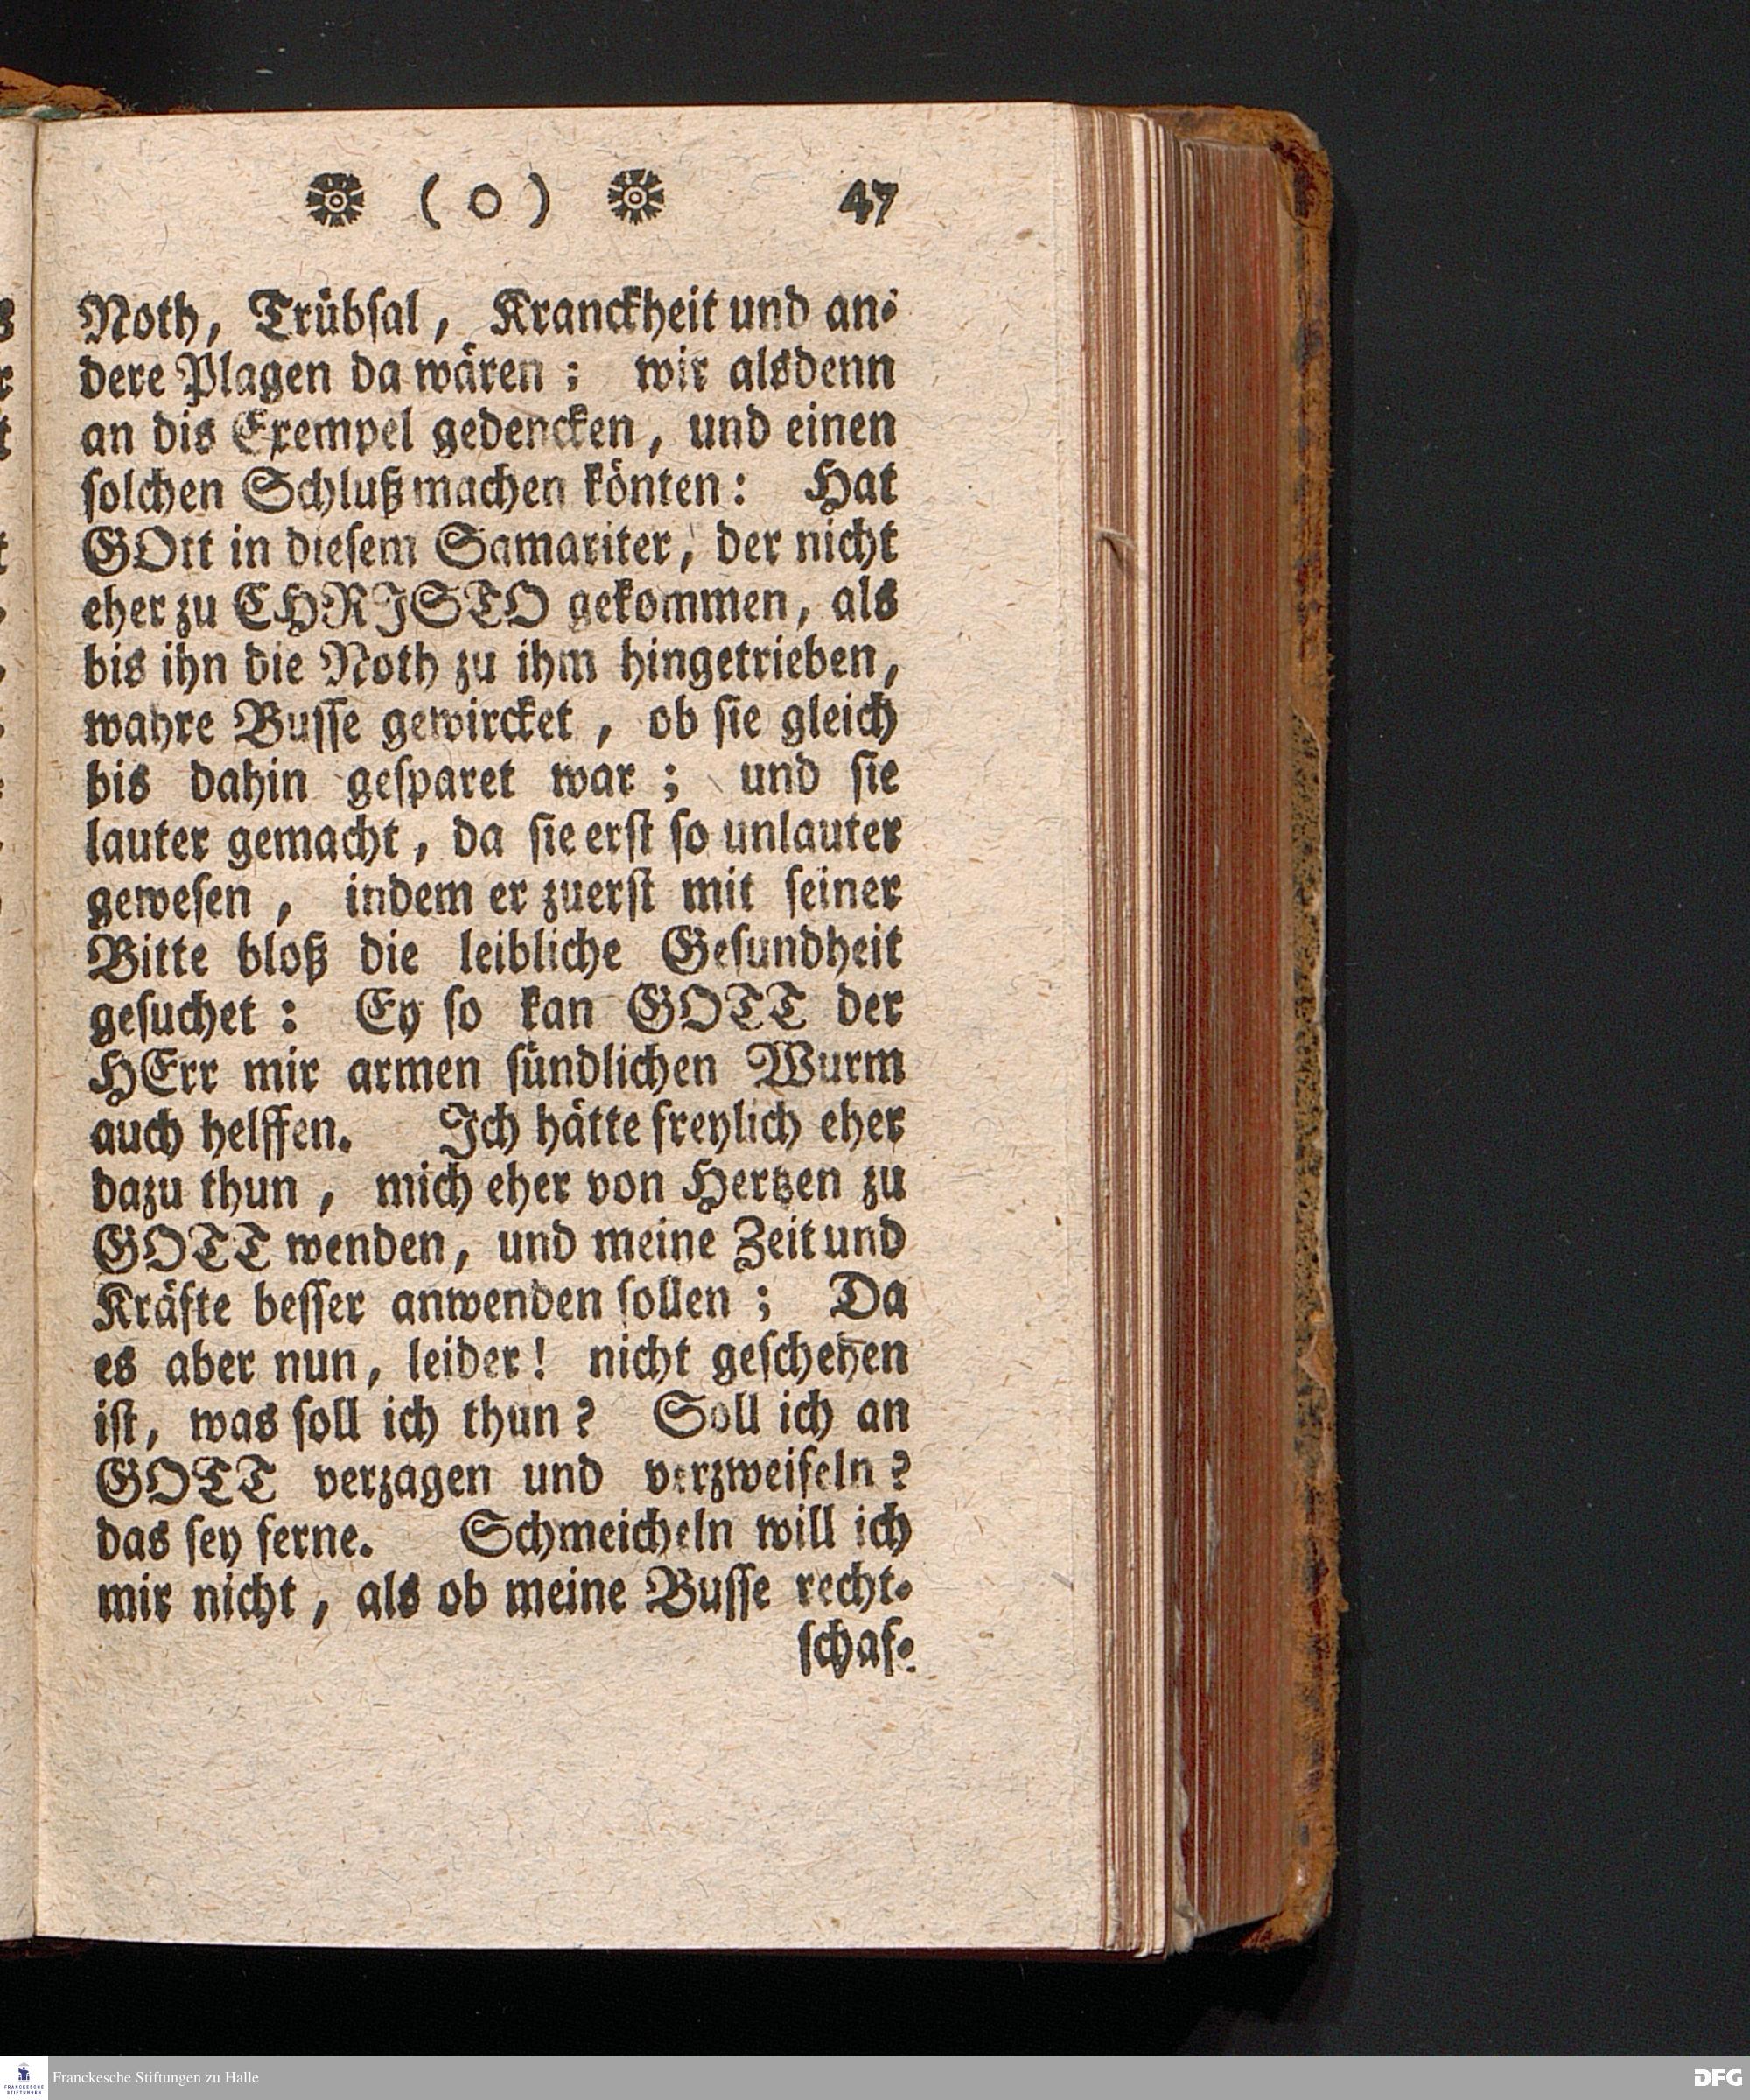 ❁ ( o ) ❁ 47
Noth, Trübſal, Kranckheit und an⸗
dere Plagen da wären; wir alsdenn
an dis Exempel gedencken, und einen
ſolchen Schluß machen könten: Hat
GOtt in dieſem Samariter, der nicht
eher zu CHRISTO gekommen, als
bis ihn die Noth zu ihm hingetrieben,
wahre Buſſe gewircket, ob ſie gleich
bis dahin geſparet war; und ſie
lauter gemacht, da ſie erſt ſo unlauter
geweſen, indem er zuerſt mit ſeiner
Bitte bloß die leibliche Geſundheit
geſuchet: Ey ſo kan GOTT der
HErr mir armen ſündlichen Wurm
auch helffen. Ich hätte freylich eher
dazu thun, mich eher von Hertzen zu
GOTT wenden, und meine Zeit und
Kräfte beſſer anwenden ſollen; Da
es aber nun, leider! nicht geſchehen
iſt, was ſoll ich thun? Soll ich an
GOTT verzagen und verzweifeln?
das ſey ferne. Schmeicheln will ich
mir nicht, als ob meine Buſſe recht⸗
ſchaf⸗
FRANCKESCHE
STIFTUNGEN
Franckesche Stiftungen zu Halle
DFG